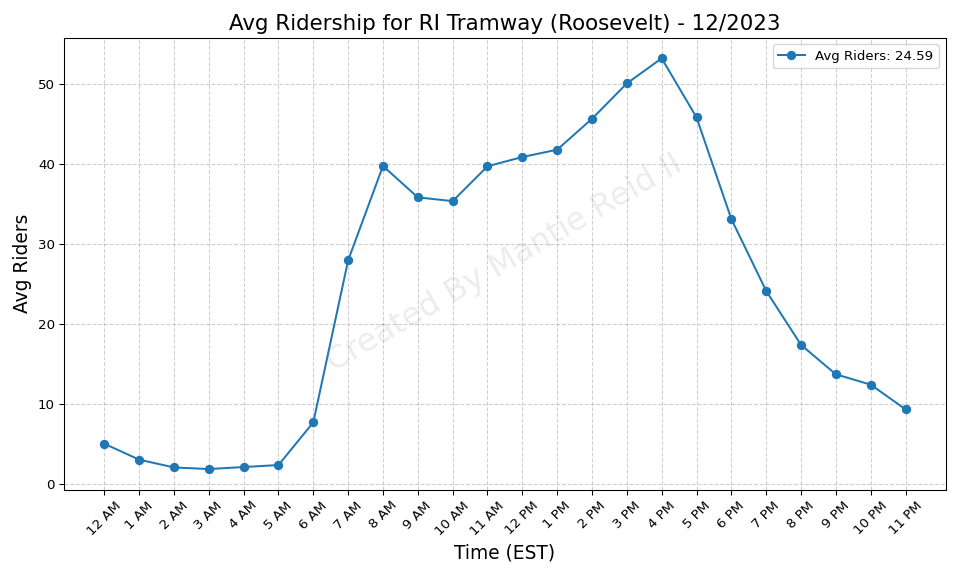 Avg Ridership for RI Tramway (Roosevelt) - 12/2023
Avg Riders: 24.59
50
40
30
20
10
0
Avg Riders
Created By Mantie Reid II
12 AM
1 AM
2 AM
3 AM
4 AM
5 AM
6 AM
7 AM
8 AM
9 AM
10 AM
11 AM
12 PM
1 PM
2 PM
3 PM
4 PM
5 PM
6 PM
7 PM
8 PM
9 PM
10 PM
11 PM
Time (EST)